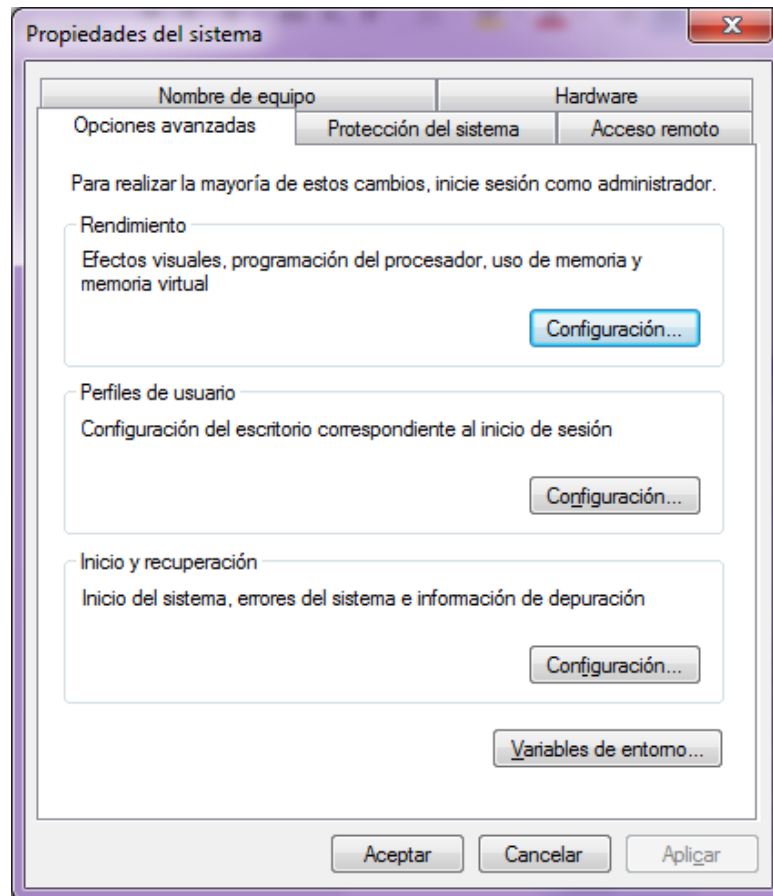 Propiedades del sistema
Nombre de equipo
Hardware
Opciones avanzadas
Protección del sistema
Acceso remoto
Para realizar la mayoría de estos cambios, inicie sesión como administrador.
Rendimiento
Efectos visuales, programación del procesador, uso de memoria y
memoria virtual
Configuración...
Perfiles de usuario
Configuración del escritorio correspondiente al inicio de sesión
Configuración...
Inicio y recuperación
Inicio del sistema, errores del sistema e información de depuración
Configuración...
Variables de entorno...
Aceptar
Cancelar
Aplicar